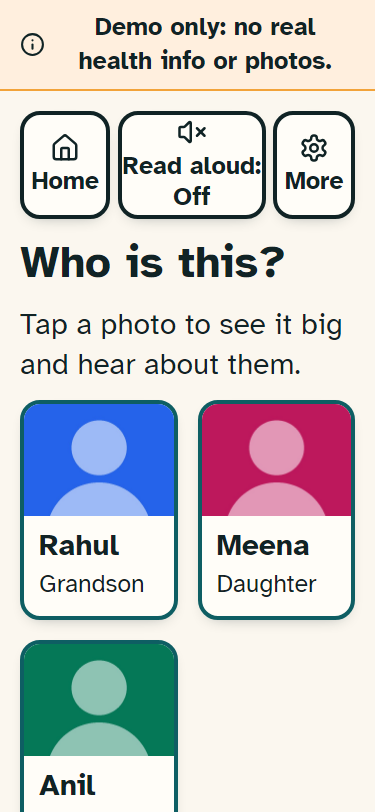 Demo only: no real
health info or photos.
Home
Read aloud:
Off
More
Who is this?
Tap a photo to see it big
and hear about them.
Rahul
Grandson
Meena
Daughter
Anil